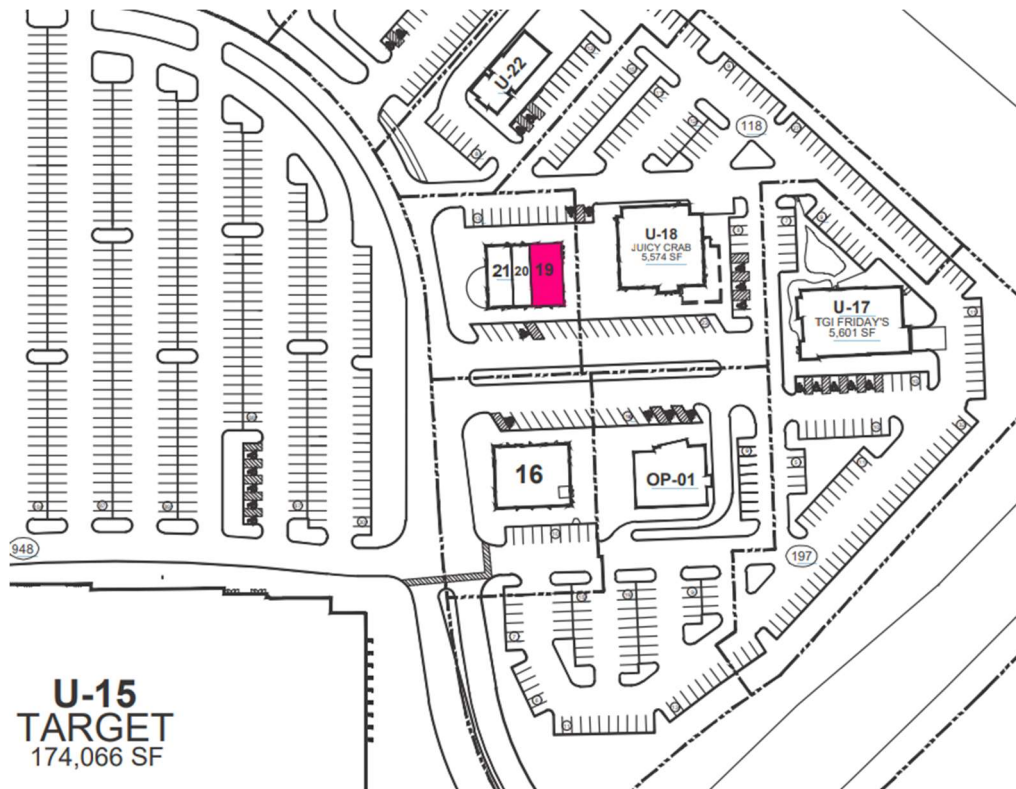 U-22
118
U-18
JUICY CRAB
5,574 SF
21
20
19
U-17
TGI FRIDAY'S
5,601 SF
16
OP-01
948
197
U-15
TARGET
174,066 SF